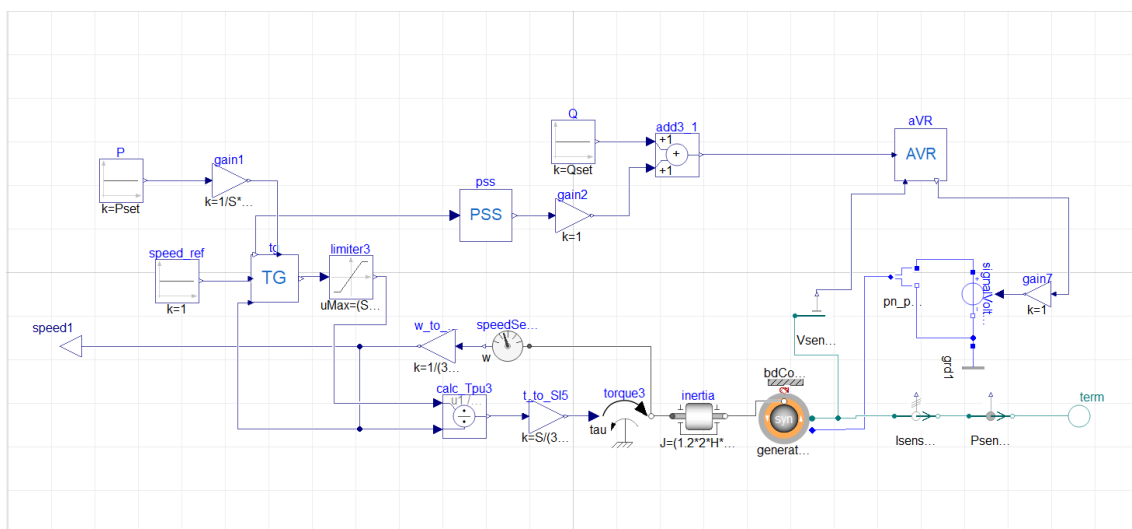 P
k=Pset
gain1
k=1/S*...
Q
k=Qset
add3_1
+1
+
+1
aVR
AVR
pss
PSS
gain2
k=1
speed_ref
k=1
TG
limiter3
uMax=(S...
pn_p...
signalVolt...
gain7
k=1
grd1
Vsen...
speed1
w_to_...
k=1/(3...
speedSe...
w
calc_Tpu3
u1 /...
t_to_SI5
k=S/(3...
torque3
tau
inertia
J=(1.2*2*H*...
bdCo...
syn
generat...
Isens...
Psen...
term